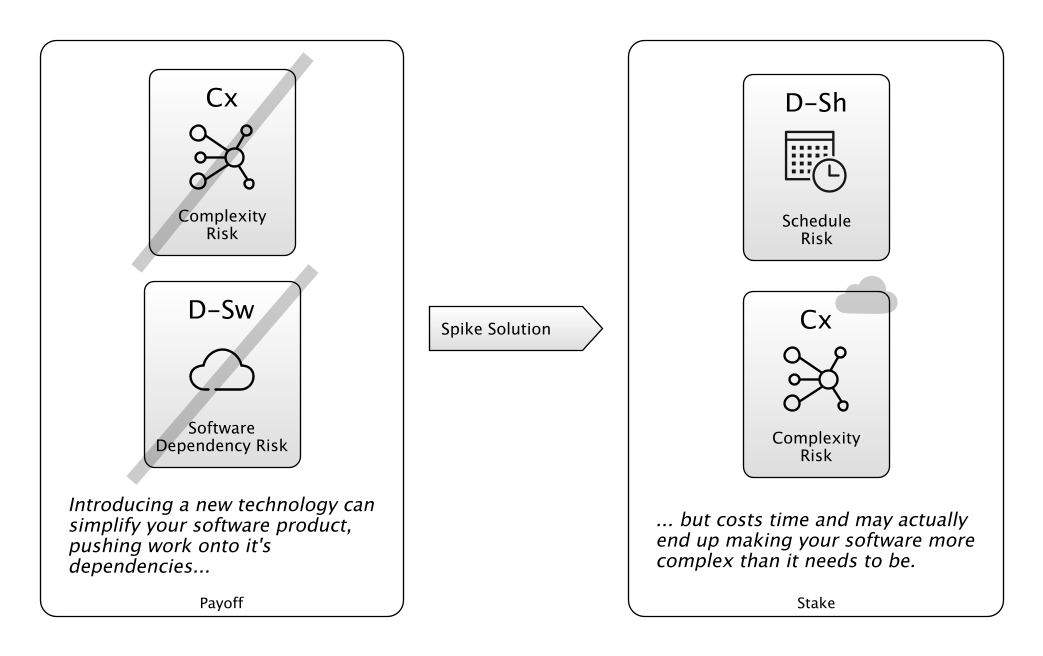 Cx
Complexity
Risk
D-Sw
Software
Dependency Risk
Introducing a new technology can
simplify your software product,
pushing work onto it's
dependencies...
Payoff
Spike Solution
D-Sh
Schedule
Risk
Cx
Complexity
Risk
... but costs time and may actually
end up making your software more
complex than it needs to be.
Stake